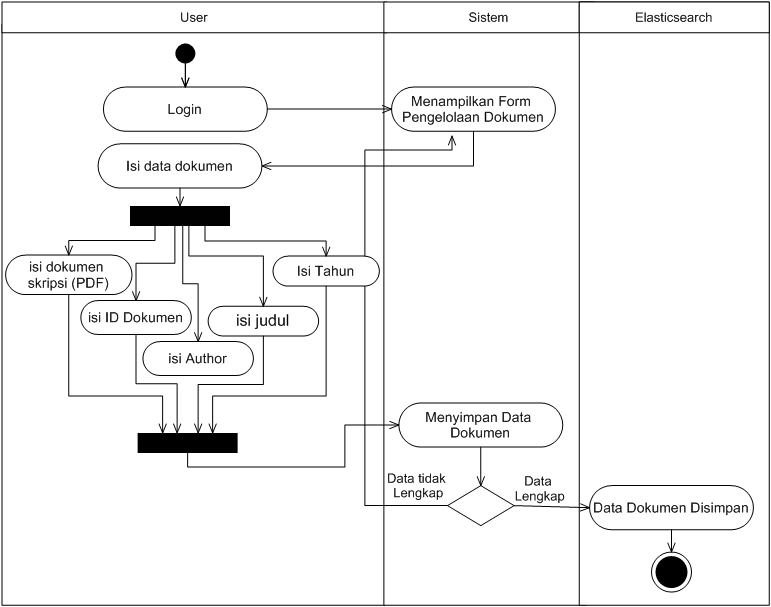 User
Sistem
Elasticsearch
Login
Menampilkan Form
Pengelolaan Dokumen
Isi data dokumen
isi dokumen
skripsi (PDF)
Isi Tahun
isi ID Dokumen
isi judul
isi Author
Menyimpan Data
Dokumen
Data tidak
Lengkap
Data
Lengkap
Data Dokumen Disimpan